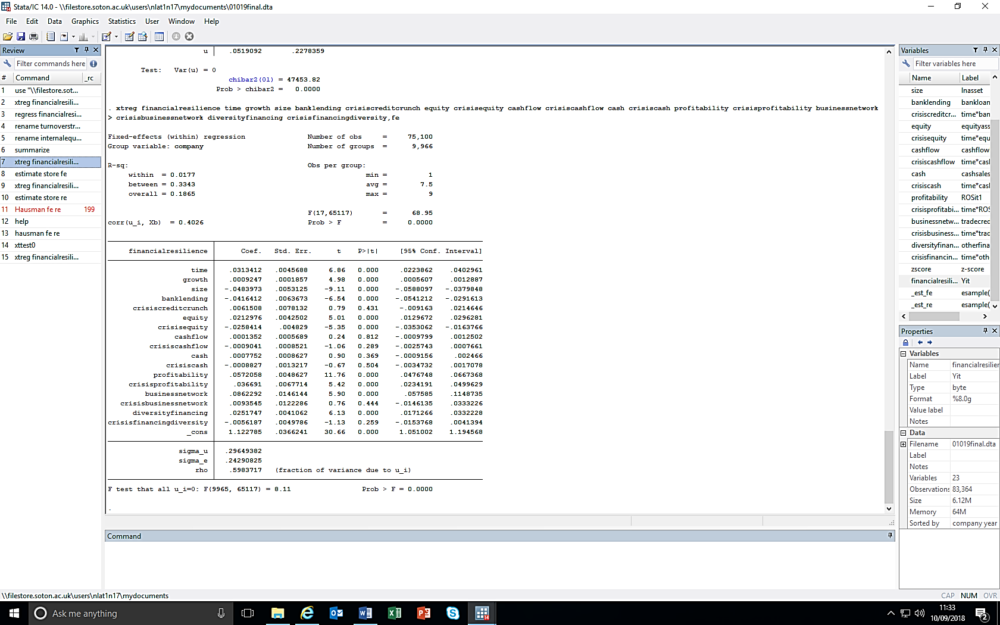 Stata/IC 14.0 - \\filestore.soton.ac.uk\users\nlat1n17\mydocuments\01019final.dta
File Edit Data Graphics Statistics User Window Help
Review
Filter commands here
# Command _rc
1 use "\\filestore.sot...
2 xtreg financialresili...
3 regress financialresi...
4 rename turnoverstr...
5 rename internalequ...
6 summarize
7 xtreg financialresili...
8 estimate store fe
9 xtreg financialresili...
10 estimate store re
11 Hausman fe re 199
12 help
13 hausman fe re
14 xttest0
15 xtreg financialresili...
u .0519092 .2278359
Test: Var(u) = 0
chibar2(01) = 47453.82
Prob > chibar2 = 0.0000
. xtreg financialresilience time growth size banklending crisiscreditcrunch equity crisisequity cashflow crisiscashflow cash crisiscash profitability crisisprofitability businessnetwork
> crisisbusinessnetwork diversityfinancing crisisfinancingdiversity,fe
Fixed-effects (within) regression Number of obs = 75,100
Group variable: company Number of groups = 9,966
R-sq: Obs per group:
within = 0.0177 min = 1
between = 0.3343 avg = 7.5
overall = 0.1865 max = 9
F(17,65117) = 68.95
corr(u_i, Xb) = 0.4026 Prob > F = 0.0000
financialresilience Coef. Std. Err. t P>|t| [95% Conf. Interval]
time .0313412 .0045688 6.86 0.000 .0223862 .0402961
growth .0009247 .0001857 4.98 0.000 .0005607 .0012887
size -.0483973 .0053125 -9.11 0.000 -.0588097 -.0379848
banklending -.0416412 .0063673 -6.54 0.000 -.0541212 -.0291613
crisiscreditcrunch .0061508 .0078132 0.79 0.431 -.009163 .0214646
equity .0212976 .0042502 5.01 0.000 .0129672 .0296281
crisisequity -.0258414 .004829 -5.35 0.000 -.0353062 -.0163766
cashflow .0001352 .0005689 0.24 0.812 -.0009799 .0012502
crisiscashflow -.0009041 .0008521 -1.06 0.289 -.0025743 .0007661
cash .0007752 .0008627 0.90 0.369 -.0009156 .002466
crisiscash -.0008827 .0013217 -0.67 0.504 -.0034732 .0017078
profitability .0572058 .0048627 11.76 0.000 .0476748 .0667368
crisisprofitability .036691 .0067714 5.42 0.000 .0234191 .0499629
businessnetwork .0862292 .0146144 5.90 0.000 .057585 .1148735
crisisbusinessnetwork .0093545 .0122286 0.76 0.444 -.0146135 .0333226
diversityfinancing .0251747 .0041062 6.13 0.000 .0171266 .0332228
crisisfinancingdiversity -.0056187 .0049786 -1.13 0.259 -.0153768 .0041394
_cons 1.122785 .0366241 30.66 0.000 1.051002 1.194568
sigma_u .29649382
sigma_e .24290825
rho .5983717 (fraction of variance due to u_i)
F test that all u_i=0: F(9965, 65117) = 8.11 Prob > F = 0.0000
.
Command
Variables
Filter variables here
Name Label
size lnasset
banklending bankloan
crisiscreditcr... time*ban
equity equityass
crisisequity time*equ
cashflow cashflow
crisiscashflow time*cas
cash cashsales
crisiscash time*cas
profitability ROSit1
crisisprofitabi... time*RO
businessnetw... tradecred
crisisbusiness... time*trad
diversityfinan... otherfina
crisisfinancin... time*oth
zscore z-score
financialresili... Yit
_est_fe esample(
_est_re esample(
Properties
Variables
Name financialresilien
Label Yit
Type byte
Format %8.0g
Value label
Notes
Data
Filename 01019final.dta
Label
Notes
Variables 23
Observations 83,364
Size 6.12M
Memory 64M
Sorted by company year
\\filestore.soton.ac.uk\users\nlat1n17\mydocuments
CAP NUM OVR
Ask me anything
11:33
10/09/2018
2